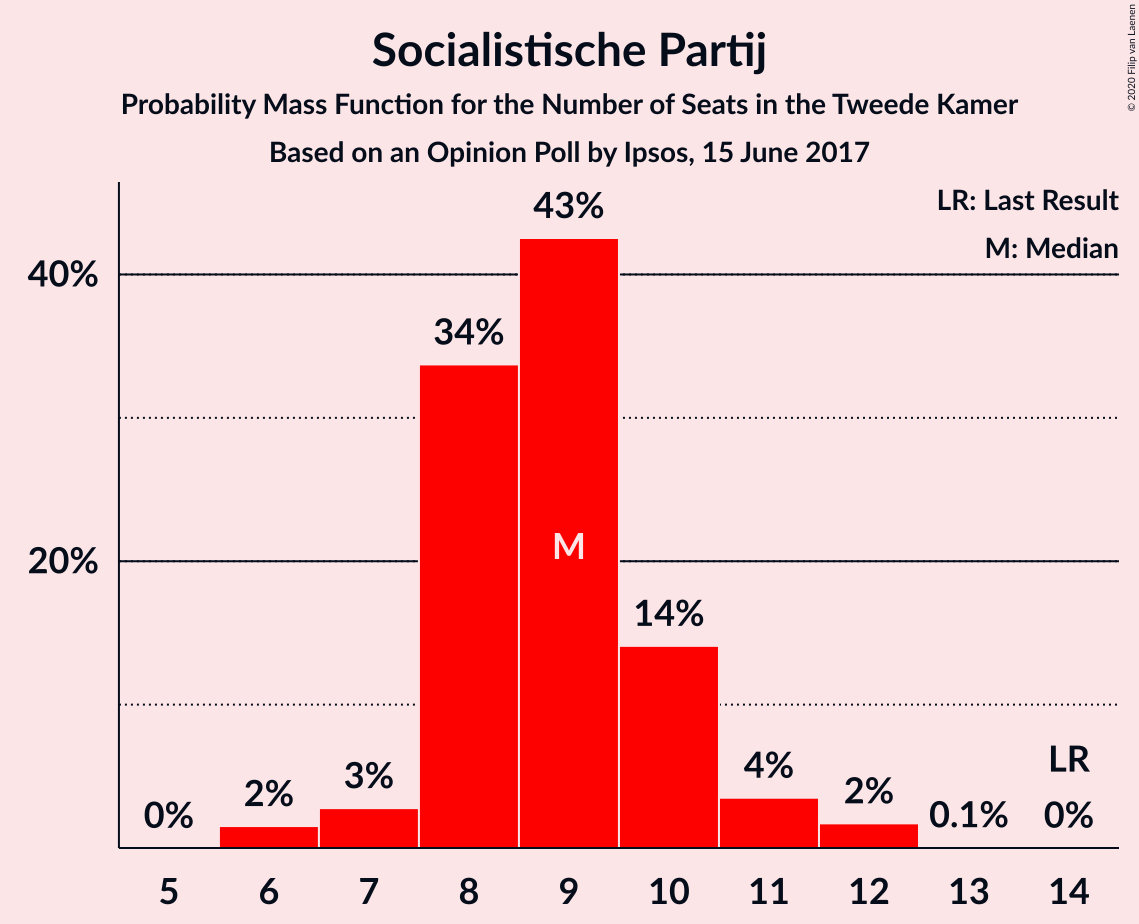 Socialistische Partij
Probability Mass Function for the Number of Seats in the Tweede Kamer
Based on an Opinion Poll by Ipsos, 15 June 2017
© 2020 Filip van Laenen
LR: Last Result
M: Median
40%
20%
0%
2%
3%
34%
43%
M
14%
4%
2%
0.1%
LR
0%
5 6 7 8 9 10 11 12 13 14